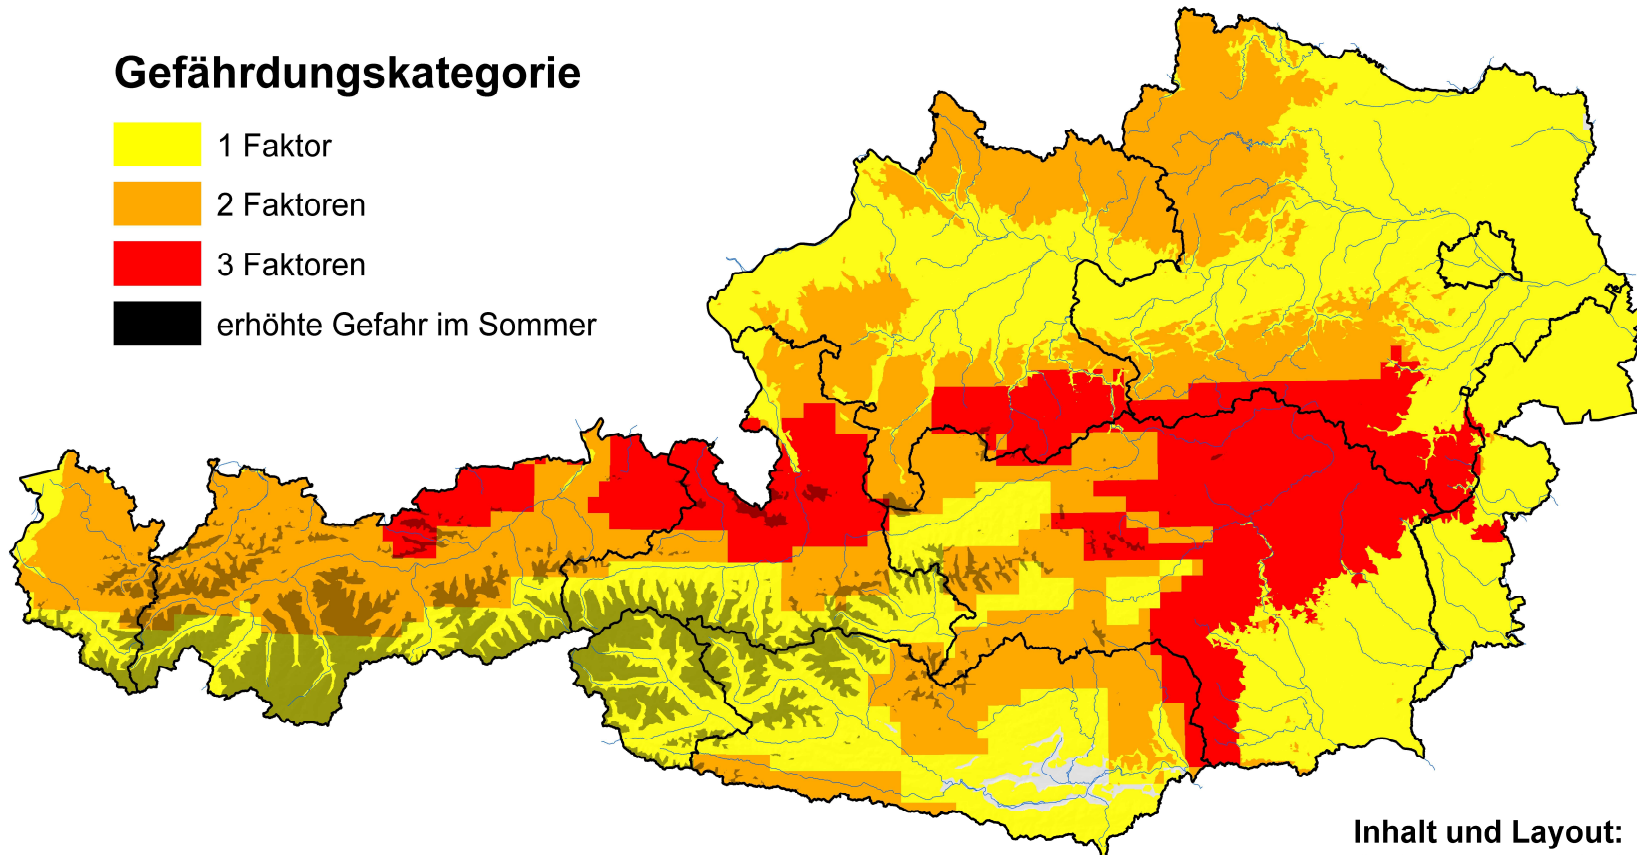 Gefährdungskategorie
1 Faktor
2 Faktoren
3 Faktoren
erhöhte Gefahr im Sommer
Inhalt und Layout: